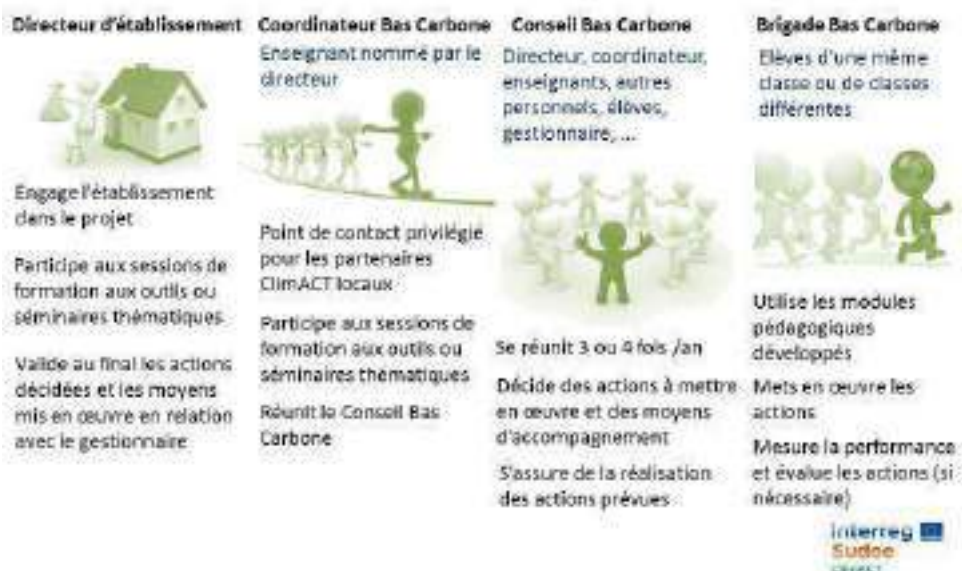 Directeur d'établissement
Engage l'établissement
dans le projet
Participe aux sessions de
formation aux outils ou
séminaires thématiques
Valide au final les actions
décidées et les moyens
mis en œuvre en relation
avec le gestionnaire
Coordinateur Bas Carbone
Enseignant nommé par le
directeur
Point de contact privilégié
pour les partenaires
ClimACT locaux
Participe aux sessions de
formation aux outils ou
séminaires thématiques
Réunit le Conseil Bas
Carbone
Conseil Bas Carbone
Directeur, coordinateur,
enseignants, autres
personnels, élèves,
gestionnaire, ...
Se réunit 3 ou 4 fois /an
Décide des actions à mettre
en œuvre et des moyens
d'accompagnement
S'assure de la réalisation
des actions prévues
Brigade Bas Carbone
Elèves d'une même
classe ou de classes
différentes
Utilise les modules
pédagogiques
développés
Mets en œuvre les
actions
Mesure la performance
et évalue les actions (si
nécessaire)
Interreg
Sudoe